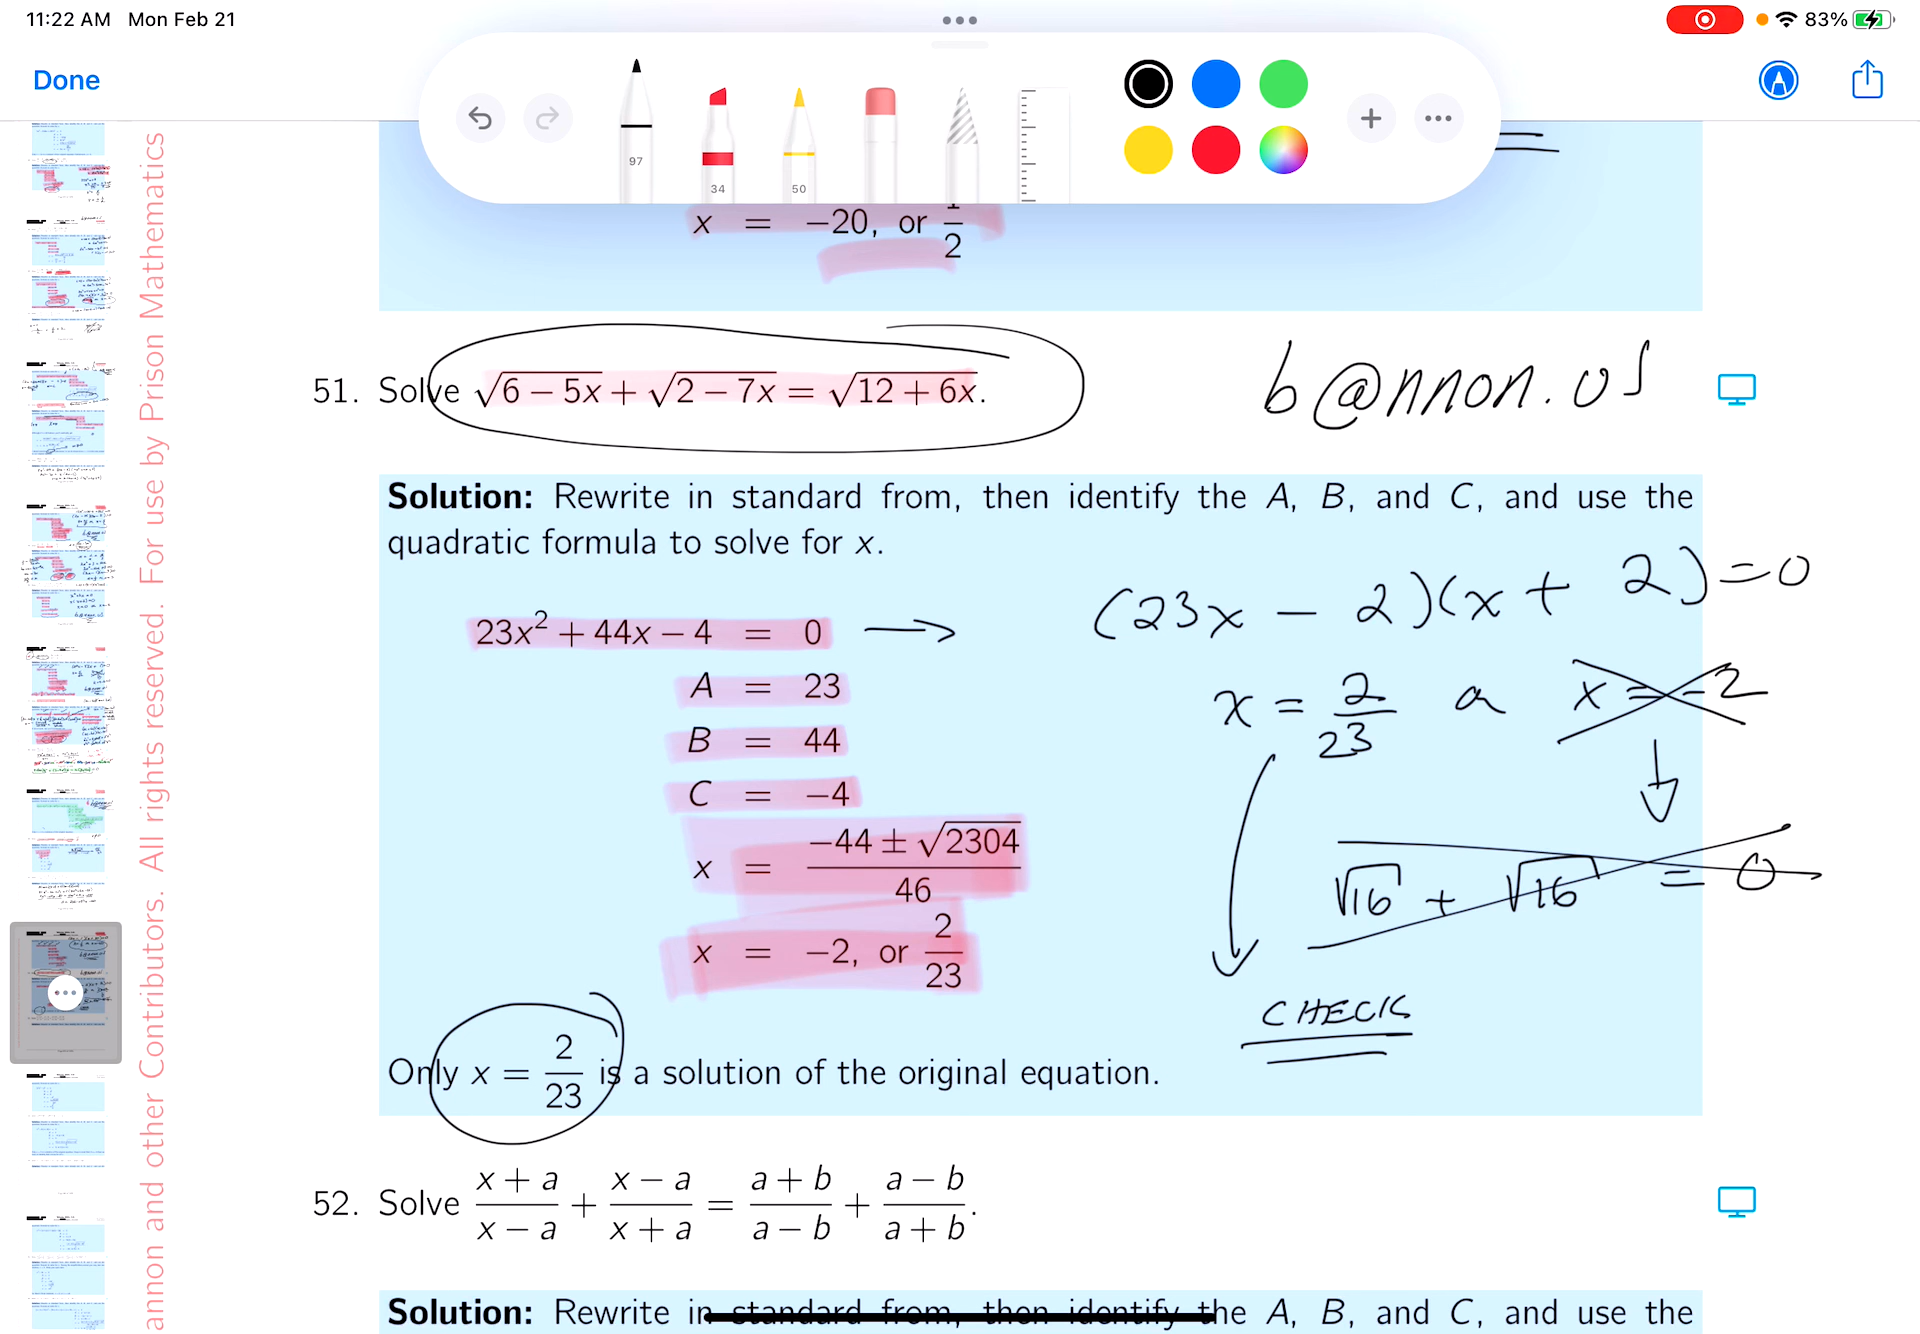 11:22 AM Mon Feb 21
83%
Done
97
34
50
x = −20, or 1/2
51. Solve √(6 − 5x) + √(2 − 7x) = √(12 + 6x).
b@nnon.us
Solution: Rewrite in standard from, then identify the A, B, and C, and use the
quadratic formula to solve for x.
23x² + 44x − 4 = 0 → (23x − 2)(x + 2) = 0
A = 23
x = 2/23 or x = −2
B = 44
C = −4
x = (−44 ± √2304)/46
√16 + √16 = 0
x = −2, or 2/23
CHECK
Only x = 2/23 is a solution of the original equation.
52. Solve (x + a)/(x − a) + (x − a)/(x + a) = (a + b)/(a − b) + (a − b)/(a + b).
Solution: Rewrite in standard from, then identify the A, B, and C, and use the
annon and other Contributors. All rights reserved. For use by Prison Mathematics